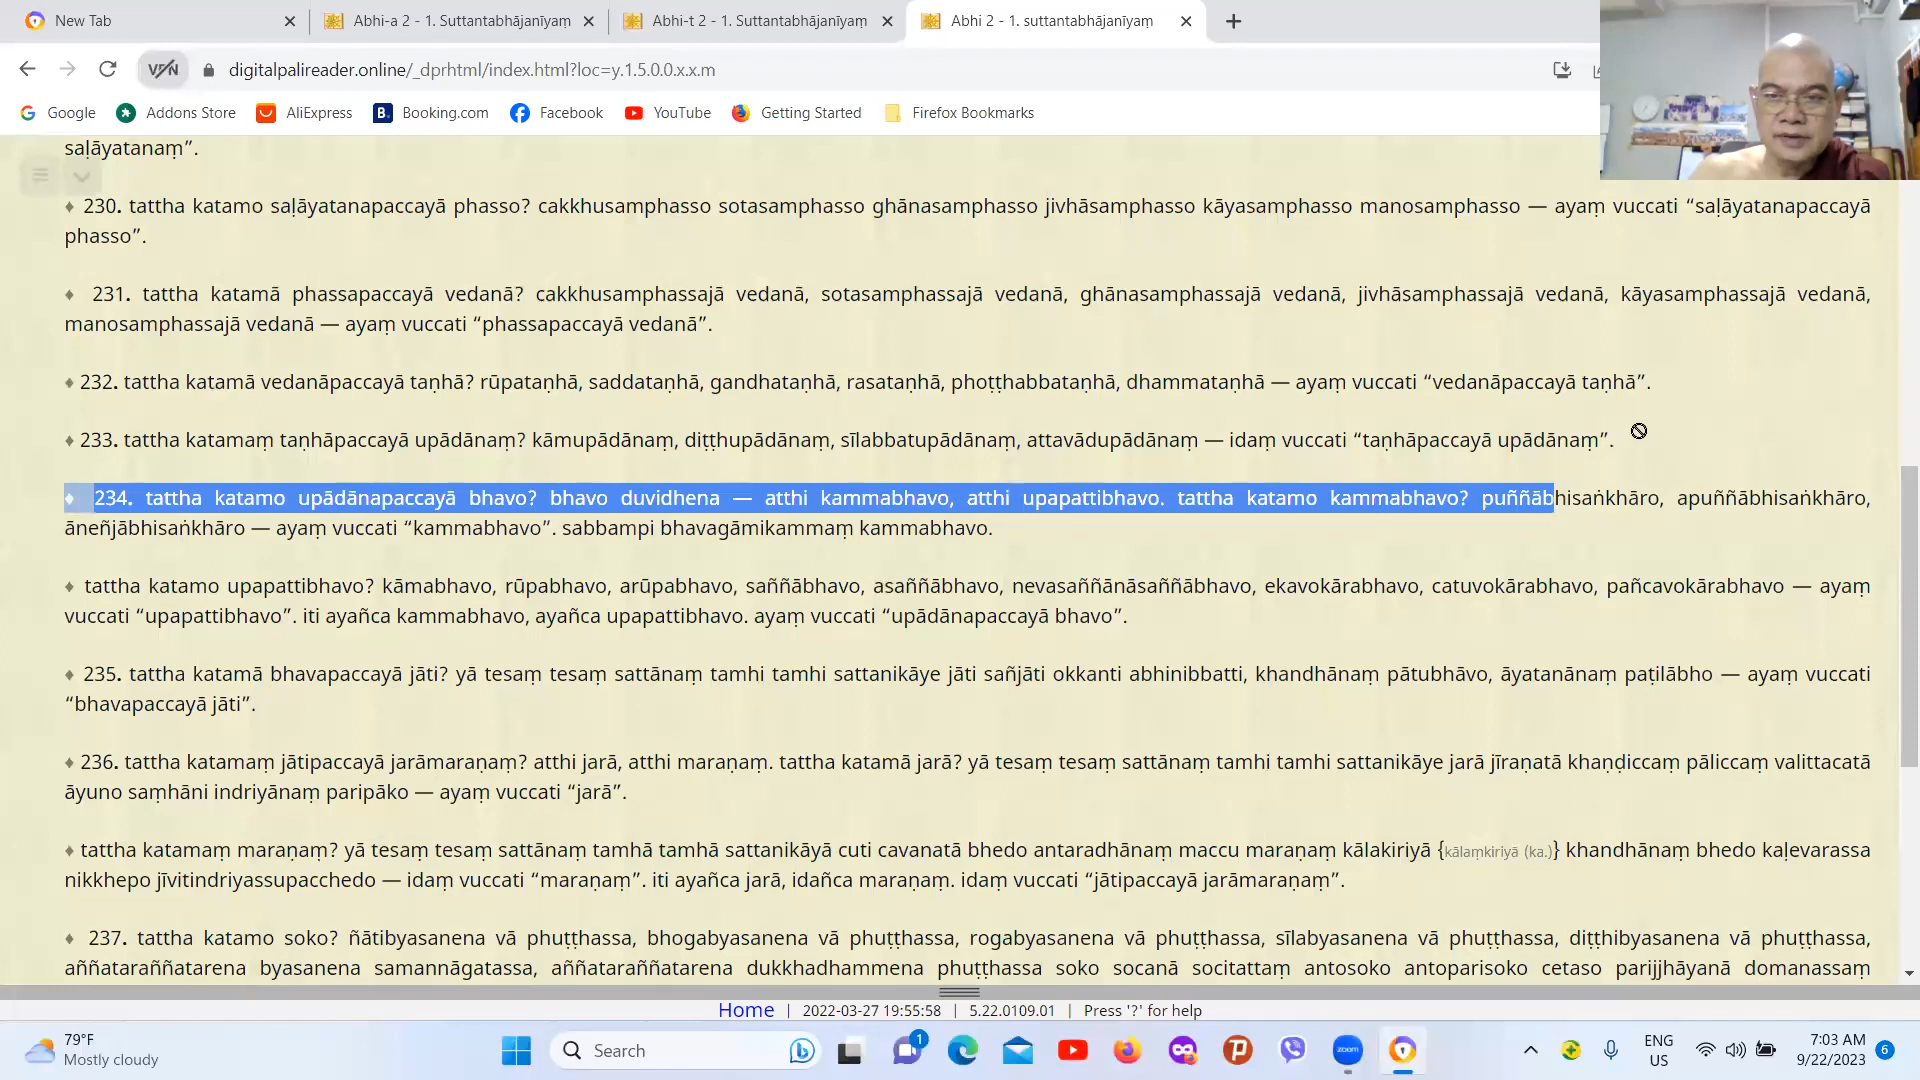 New Tab
Abhi-a 2 - 1. Suttantabhājanīyaṃ
Abhi-t 2 - 1. Suttantabhājanīyaṃ
Abhi 2 - 1. suttantabhājanīyaṃ
VPN
digitalpalireader.online/_dprhtml/index.html?loc=y.1.5.0.0.x.x.m
Google
Addons Store
AliExpress
Booking.com
Facebook
YouTube
Getting Started
Firefox Bookmarks
saḷāyatanaṃ”.
♦ 230. tattha katamo saḷāyatanapaccayā phasso? cakkhusamphasso sotasamphasso ghānasamphasso jivhāsamphasso kāyasamphasso manosamphasso — ayaṃ vuccati “saḷāyatanapaccayā
phasso”.
♦ 231. tattha katamā phassapaccayā vedanā? cakkhusamphassajā vedanā, sotasamphassajā vedanā, ghānasamphassajā vedanā, jivhāsamphassajā vedanā, kāyasamphassajā vedanā,
manosamphassajā vedanā — ayaṃ vuccati “phassapaccayā vedanā”.
♦ 232. tattha katamā vedanāpaccayā taṇhā? rūpataṇhā, saddataṇhā, gandhataṇhā, rasataṇhā, phoṭṭhabbataṇhā, dhammataṇhā — ayaṃ vuccati “vedanāpaccayā taṇhā”.
♦ 233. tattha katamaṃ taṇhāpaccayā upādānaṃ? kāmupādānaṃ, diṭṭhupādānaṃ, sīlabbatupādānaṃ, attavādupādānaṃ — idaṃ vuccati “taṇhāpaccayā upādānaṃ”.
♦ 234. tattha katamo upādānapaccayā bhavo? bhavo duvidhena — atthi kammabhavo, atthi upapattibhavo. tattha katamo kammabhavo? puññābhisaṅkhāro, apuññābhisaṅkhāro,
āneñjābhisaṅkhāro — ayaṃ vuccati “kammabhavo”. sabbampi bhavagāmikammaṃ kammabhavo.
♦ tattha katamo upapattibhavo? kāmabhavo, rūpabhavo, arūpabhavo, saññābhavo, asaññābhavo, nevasaññānāsaññābhavo, ekavokārabhavo, catuvokārabhavo, pañcavokārabhavo — ayaṃ
vuccati “upapattibhavo”. iti ayañca kammabhavo, ayañca upapattibhavo. ayaṃ vuccati “upādānapaccayā bhavo”.
♦ 235. tattha katamā bhavapaccayā jāti? yā tesaṃ tesaṃ sattānaṃ tamhi tamhi sattanikāye jāti sañjāti okkanti abhinibbatti, khandhānaṃ pātubhāvo, āyatanānaṃ paṭilābho — ayaṃ vuccati
“bhavapaccayā jāti”.
♦ 236. tattha katamaṃ jātipaccayā jarāmaraṇaṃ? atthi jarā, atthi maraṇaṃ. tattha katamā jarā? yā tesaṃ tesaṃ sattānaṃ tamhi tamhi sattanikāye jarā jīraṇatā khaṇḍiccaṃ pāliccaṃ valittacatā
āyuno saṃhāni indriyānaṃ paripāko — ayaṃ vuccati “jarā”.
♦ tattha katamaṃ maraṇaṃ? yā tesaṃ tesaṃ sattānaṃ tamhā tamhā sattanikāyā cuti cavanatā bhedo antaradhānaṃ maccu maraṇaṃ kālakiriyā {kālaṃkiriyā (ka.)} khandhānaṃ bhedo kaḷevarassa
nikkhepo jīvitindriyassupacchedo — idaṃ vuccati “maraṇaṃ”. iti ayañca jarā, idañca maraṇaṃ. idaṃ vuccati “jātipaccayā jarāmaraṇaṃ”.
♦ 237. tattha katamo soko? ñātibyasanena vā phuṭṭhassa, bhogabyasanena vā phuṭṭhassa, rogabyasanena vā phuṭṭhassa, sīlabyasanena vā phuṭṭhassa, diṭṭhibyasanena vā phuṭṭhassa,
aññataraññatarena byasanena samannāgatassa, aññataraññatarena dukkhadhammena phuṭṭhassa soko socanā socitattaṃ antosoko antoparisoko cetaso parijjhāyanā domanassaṃ
Home | 2022-03-27 19:55:58 | 5.22.0109.01 | Press '?' for help
79°F
Mostly cloudy
Search
1
zoom
ENG
US
7:03 AM
9/22/2023
6